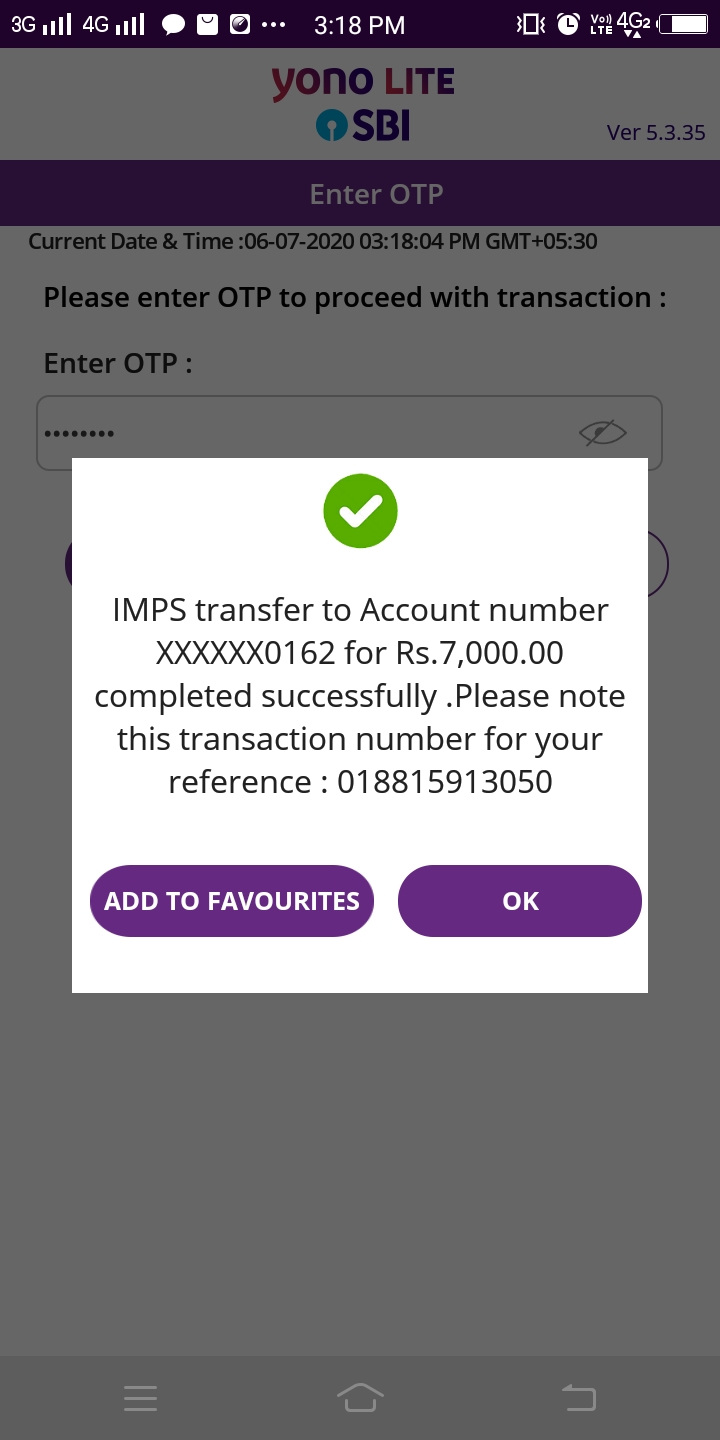 3G 4G 3:18 PM Vo) LTE 4G2
yono LITE
SBI
Ver 5.3.35
Enter OTP
Current Date & Time :06-07-2020 03:18:04 PM GMT+05:30
Please enter OTP to proceed with transaction :
Enter OTP :
••••••••
IMPS transfer to Account number
XXXXXX0162 for Rs.7,000.00
completed successfully .Please note
this transaction number for your
reference : 018815913050
ADD TO FAVOURITES OK